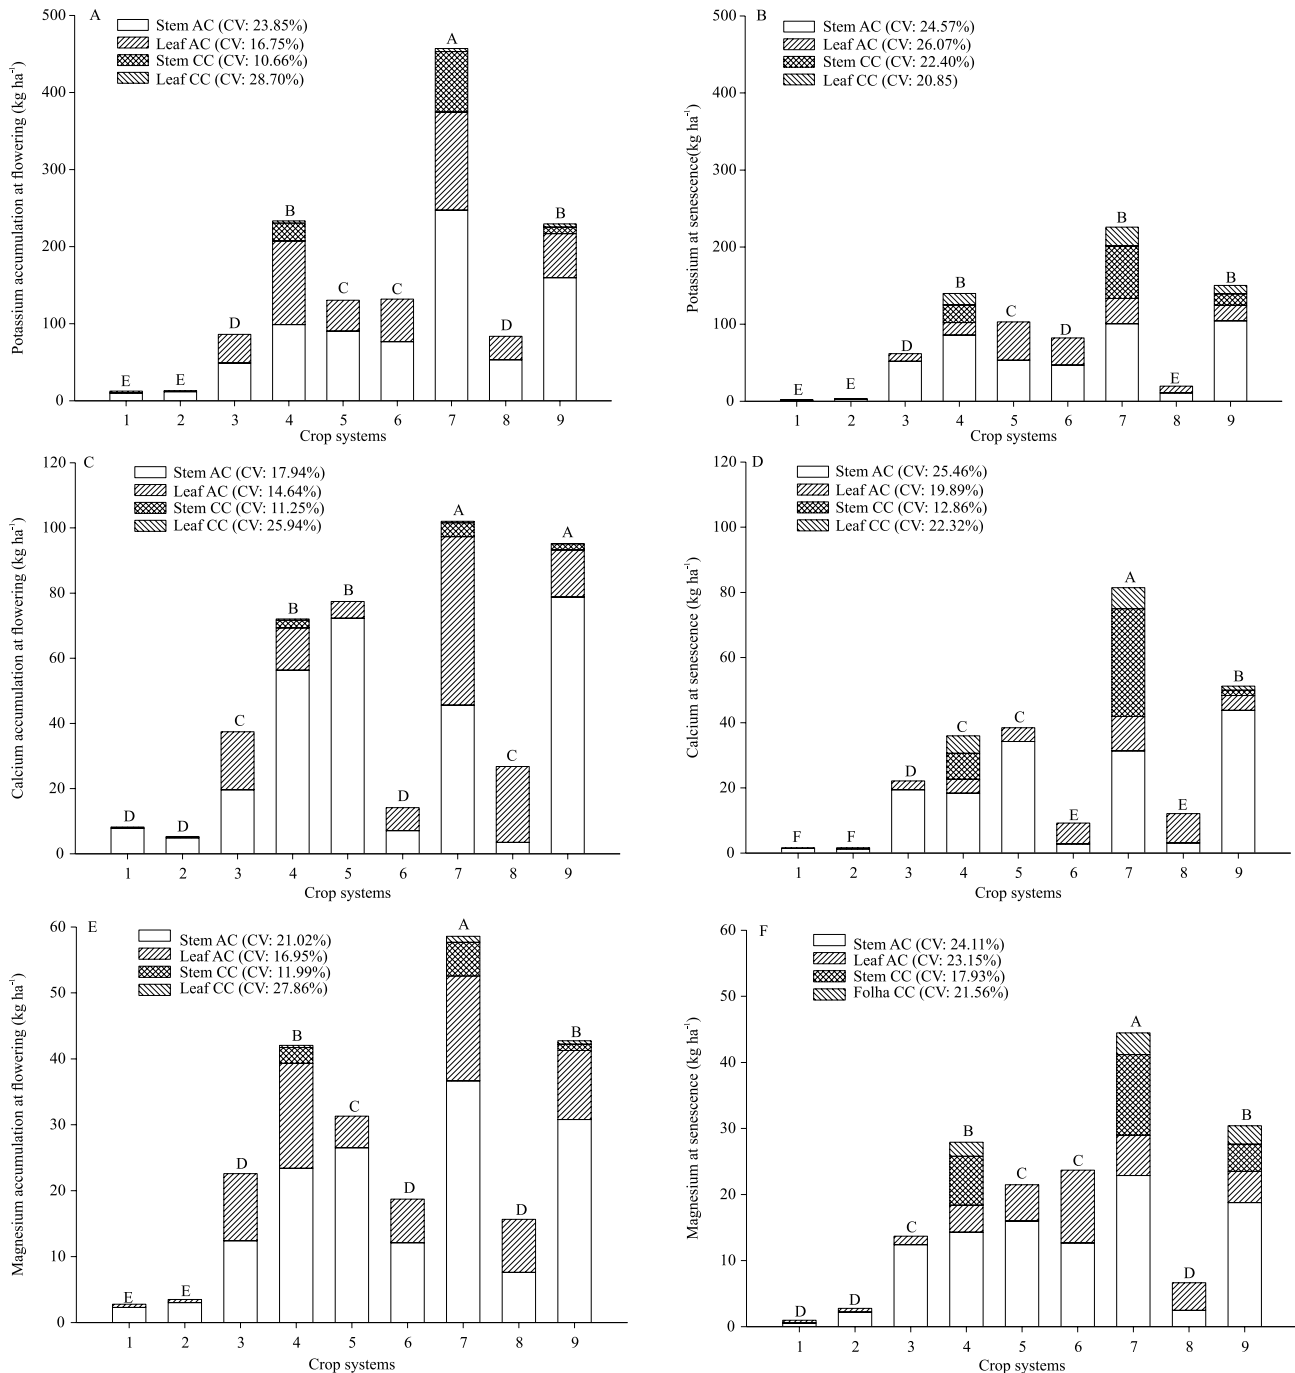 A
Stem AC (CV: 23.85%)
Leaf AC (CV: 16.75%)
Stem CC (CV: 10.66%)
Leaf CC (CV: 28.70%)
Potassium accumulation at flowering (kg ha⁻¹)
500
400
300
200
100
0
E E D B C C A D B
1 2 3 4 5 6 7 8 9
Crop systems
B
Stem AC (CV: 24.57%)
Leaf AC (CV: 26.07%)
Stem CC (CV: 22.40%)
Leaf CC (CV: 20.85)
Potassium at senescence(kg ha⁻¹)
500
400
300
200
100
0
E E D B C D B E B
1 2 3 4 5 6 7 8 9
Crop systems
C
Stem AC (CV: 17.94%)
Leaf AC (CV: 14.64%)
Stem CC (CV: 11.25%)
Leaf CC (CV: 25.94%)
Calcium accumulation at flowering (kg ha⁻¹)
120
100
80
60
40
20
0
D D C B B D A C A
1 2 3 4 5 6 7 8 9
Crop systems
D
Stem AC (CV: 25.46%)
Leaf AC (CV: 19.89%)
Stem CC (CV: 12.86%)
Leaf CC (CV: 22.32%)
Calcium at senescence (kg ha⁻¹)
120
100
80
60
40
20
0
F F D C C E A E B
1 2 3 4 5 6 7 8 9
Crop systems
E
Stem AC (CV: 21.02%)
Leaf AC (CV: 16.95%)
Stem CC (CV: 11.99%)
Leaf CC (CV: 27.86%)
Magnesium accumulation at flowering (kg ha⁻¹)
60
50
40
30
20
10
0
E E D B C D A D B
1 2 3 4 5 6 7 8 9
Crop systems
F
Stem AC (CV: 24.11%)
Leaf AC (CV: 23.15%)
Stem CC (CV: 17.93%)
Folha CC (CV: 21.56%)
Magnesium at senescence (kg ha⁻¹)
60
50
40
30
20
10
0
D D C B C C A D B
1 2 3 4 5 6 7 8 9
Crop systems